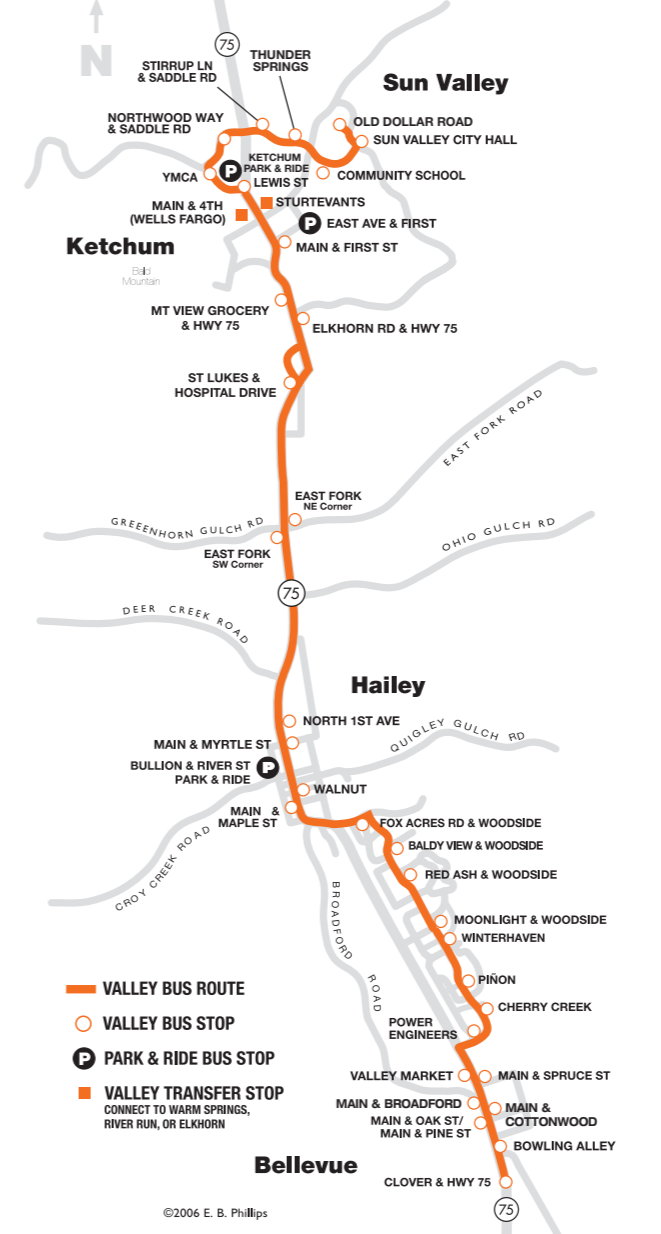 N
75
STIRRUP LN
& SADDLE RD
THUNDER
SPRINGS
Sun Valley
NORTHWOOD WAY
& SADDLE RD
OLD DOLLAR ROAD
SUN VALLEY CITY HALL
KETCHUM
PARK & RIDE
P
YMCA
LEWIS ST
COMMUNITY SCHOOL
MAIN & 4TH
(WELLS FARGO)
STURTEVANTS
P
EAST AVE & FIRST
Ketchum
MAIN & FIRST ST
Bald
Mountain
MT VIEW GROCERY
& HWY 75
ELKHORN RD & HWY 75
ST LUKES &
HOSPITAL DRIVE
EAST FORK ROAD
EAST FORK
NE Corner
GREEENHORN GULCH RD
OHIO GULCH RD
EAST FORK
SW Corner
75
DEER CREEK ROAD
Hailey
NORTH 1ST AVE
QUIGLEY GULCH RD
MAIN & MYRTLE ST
BULLION & RIVER ST
PARK & RIDE
P
WALNUT
MAIN &
MAPLE ST
FOX ACRES RD & WOODSIDE
CROY CREEK ROAD
BALDY VIEW & WOODSIDE
RED ASH & WOODSIDE
BROADFORD ROAD
MOONLIGHT & WOODSIDE
WINTERHAVEN
PIÑON
VALLEY BUS ROUTE
CHERRY CREEK
VALLEY BUS STOP
POWER
ENGINEERS
P
PARK & RIDE BUS STOP
VALLEY MARKET
MAIN & SPRUCE ST
VALLEY TRANSFER STOP
CONNECT TO WARM SPRINGS,
RIVER RUN, OR ELKHORN
MAIN & BROADFORD
MAIN &
COTTONWOOD
MAIN & OAK ST/
MAIN & PINE ST
BOWLING ALLEY
Bellevue
CLOVER & HWY 75
75
©2006 E. B. Phillips